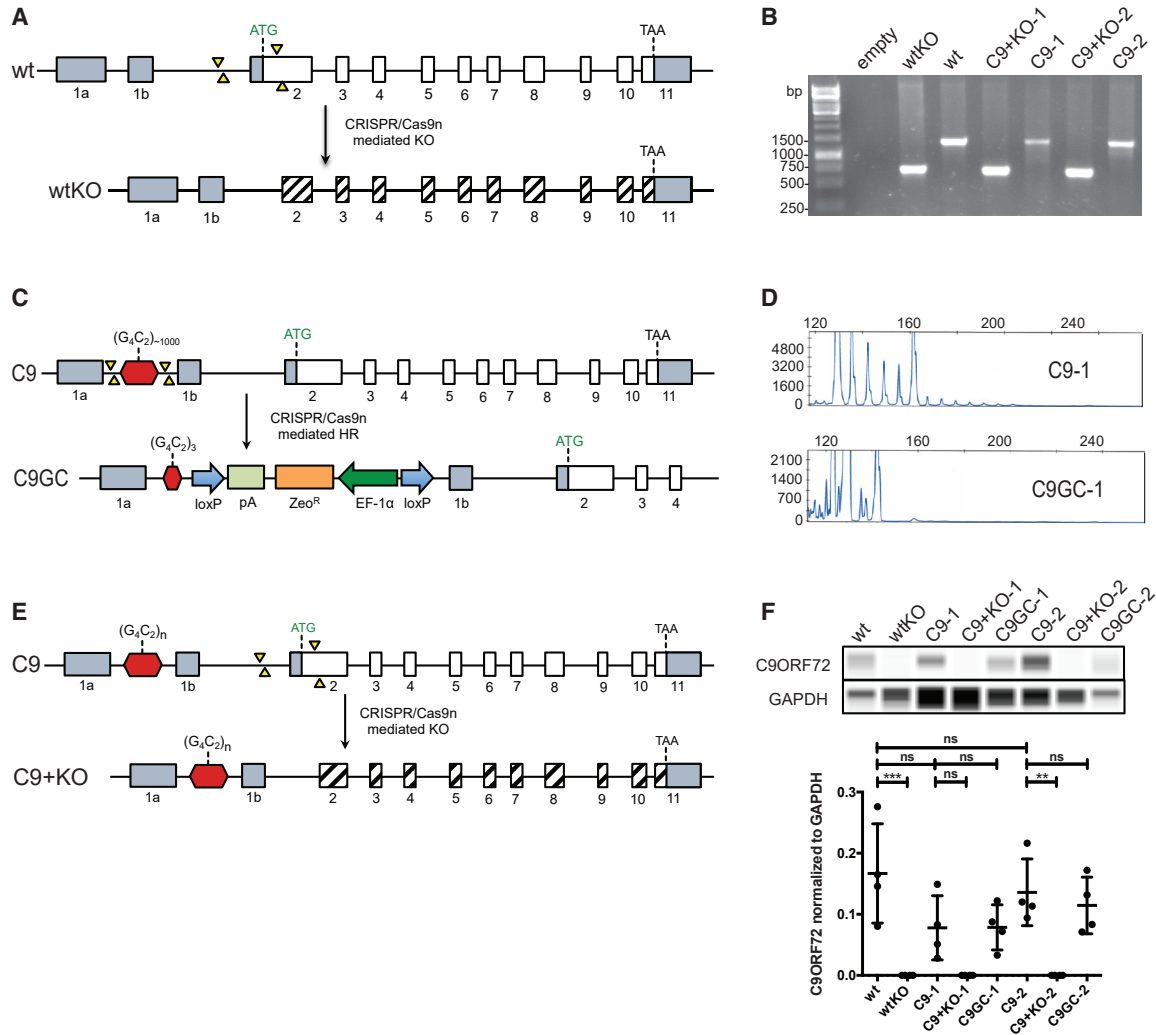 A
ATG
TAA
wt
1a 1b 2 3 4 5 6 7 8 9 10 11
CRISPR/Cas9n
mediated KO
TAA
wtKO
1a 1b 2 3 4 5 6 7 8 9 10 11
B
empty wtKO wt C9+KO-1 C9-1 C9+KO-2 C9-2
bp
1500
1000
750
500
250
C
(G4C2)~1000
ATG
TAA
C9
1a 1b 2 3 4 5 6 7 8 9 10 11
CRISPR/Cas9n
mediated HR
(G4C2)3
ATG
C9GC
1a loxP pA ZeoR EF-1α loxP 1b 2 3 4
D
120 160 200 240
4800
3200
1600
0
C9-1
120 160 200 240
2100
1400
700
0
C9GC-1
E
(G4C2)n
ATG
TAA
C9
1a 1b 2 3 4 5 6 7 8 9 10 11
CRISPR/Cas9n
mediated KO
(G4C2)n
TAA
C9+KO
1a 1b 2 3 4 5 6 7 8 9 10 11
F
wt wtKO C9-1 C9+KO-1 C9GC-1 C9-2 C9+KO-2 C9GC-2
C9ORF72
GAPDH
ns
ns ns ns
*** ns **
C9ORF72 normalized to GAPDH
0.3
0.2
0.1
0.0
wt wtKO C9-1 C9+KO-1 C9GC-1 C9-2 C9+KO-2 C9GC-2